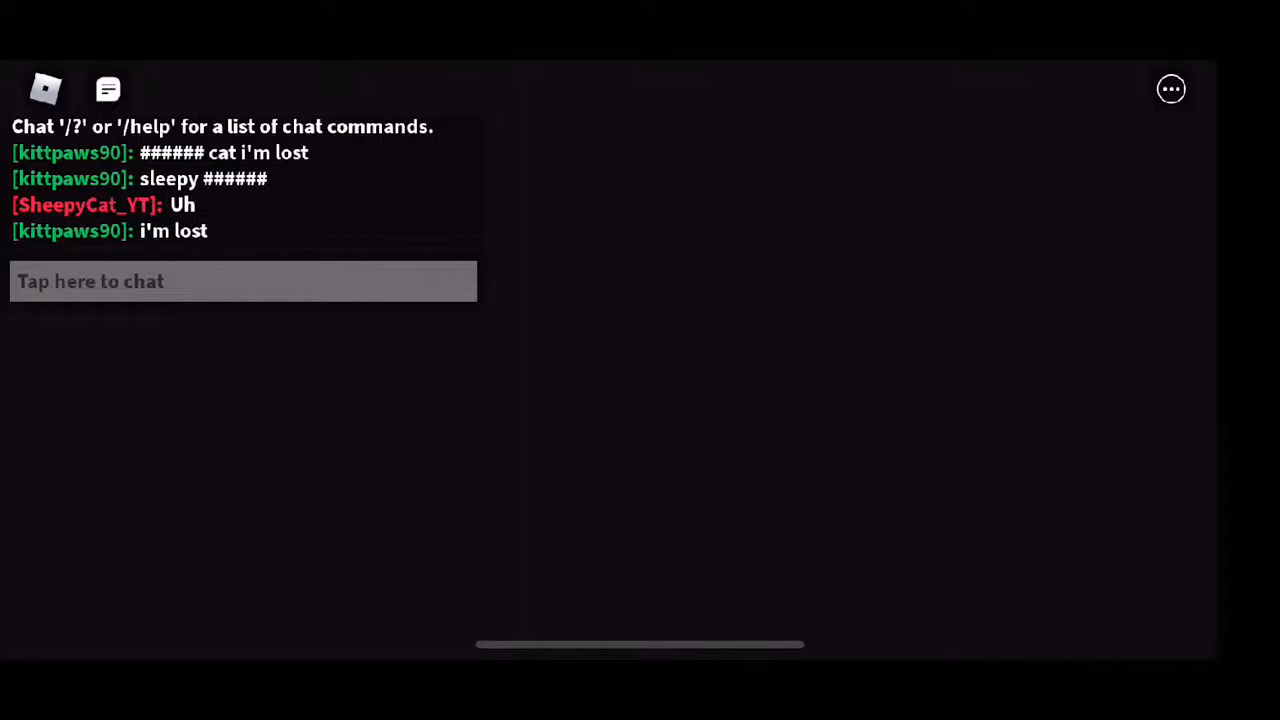 Chat '/?' or '/help' for a list of chat commands.
[kittpaws90]: ###### cat i'm lost
[kittpaws90]: sleepy ######
[SheepyCat_YT]: Uh
[kittpaws90]: i'm lost
Tap here to chat